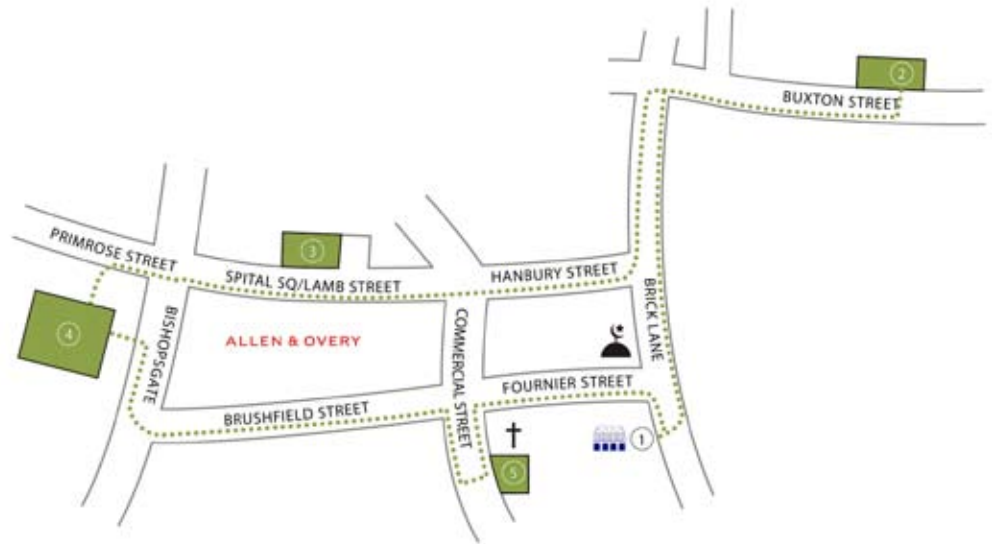 2
BUXTON STREET
3
PRIMROSE STREET
SPITAL SQ/LAMB STREET
HANBURY STREET
BRICK LANE
4
BISHOPSGATE
ALLEN & OVERY
COMMERCIAL STREET
FOURNIER STREET
BRUSHFIELD STREET
1
5